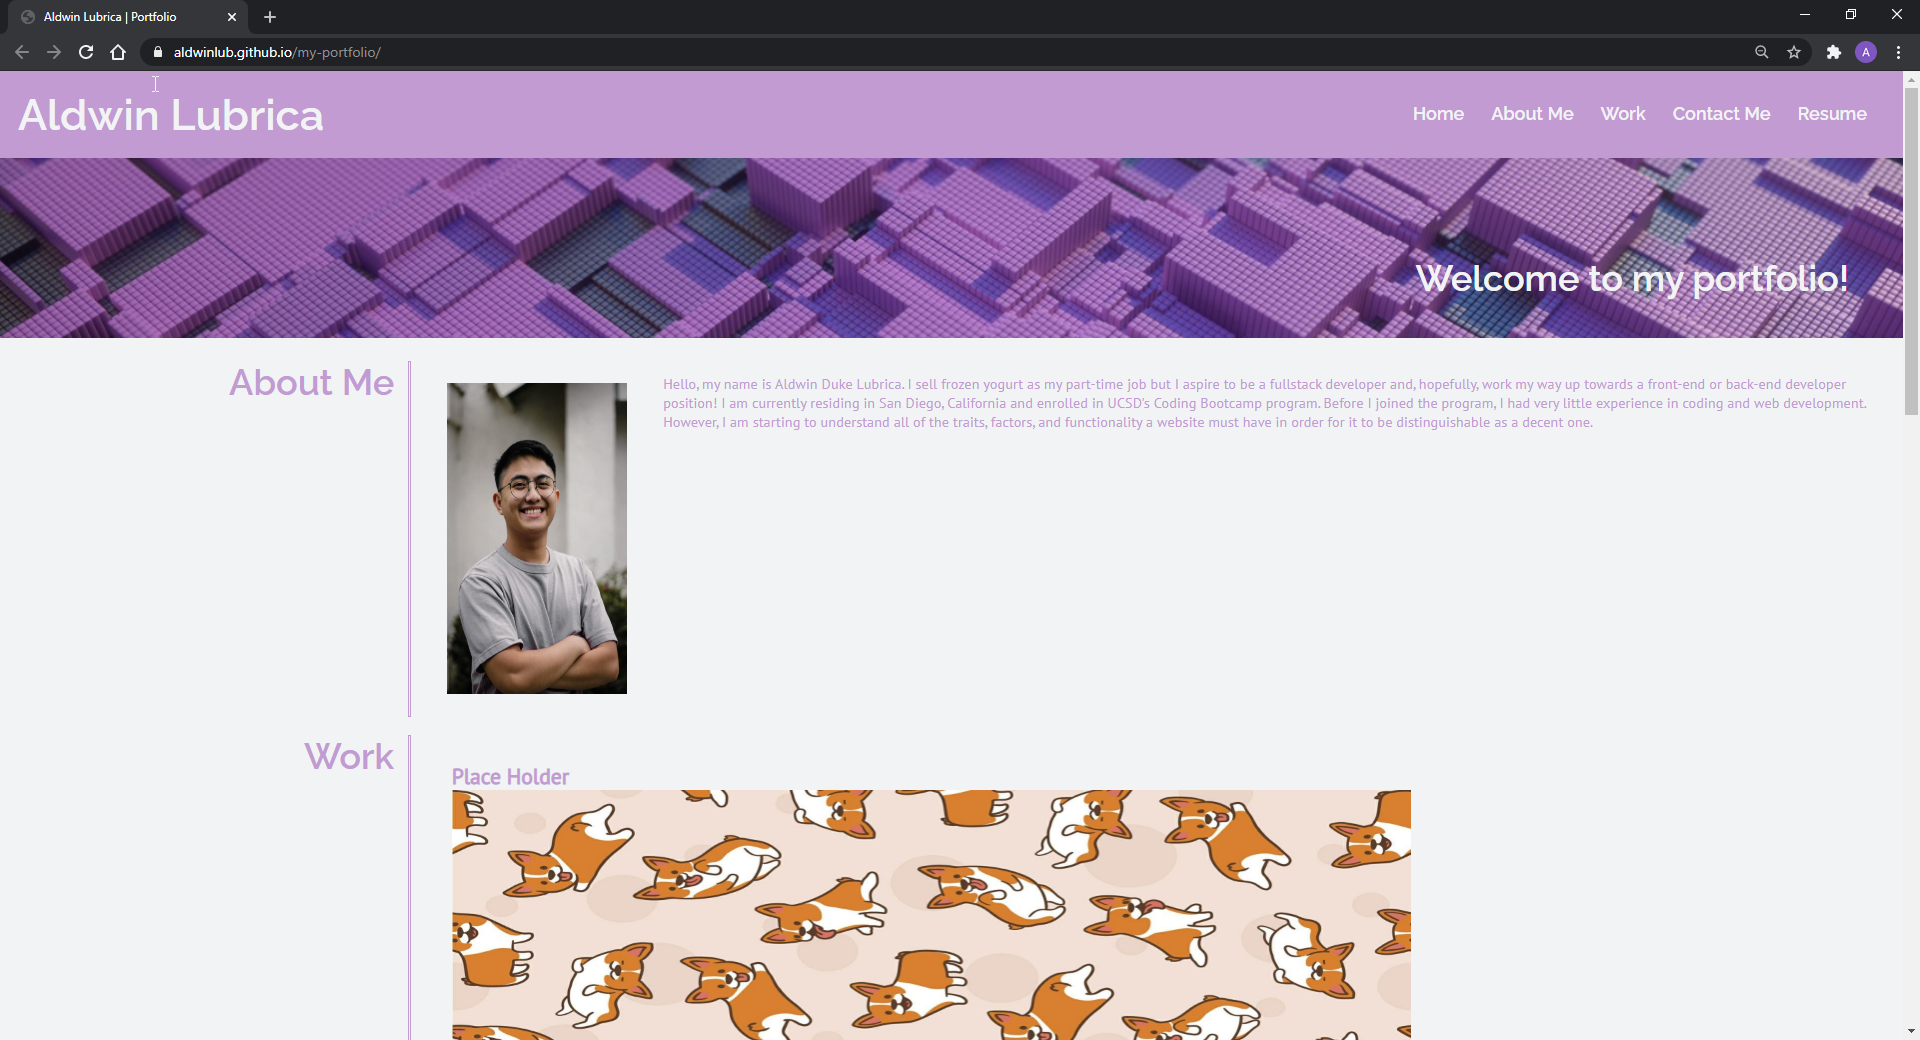 Aldwin Lubrica | Portfolio
aldwinlub.github.io/my-portfolio/
A
Aldwin Lubrica
Home About Me Work Contact Me Resume
Welcome to my portfolio!
About Me
Hello, my name is Aldwin Duke Lubrica. I sell frozen yogurt as my part-time job but I aspire to be a fullstack developer and, hopefully, work my way up towards a front-end or back-end developer
position! I am currently residing in San Diego, California and enrolled in UCSD's Coding Bootcamp program. Before I joined the program, I had very little experience in coding and web development.
However, I am starting to understand all of the traits, factors, and functionality a website must have in order for it to be distinguishable as a decent one.
Work
Place Holder